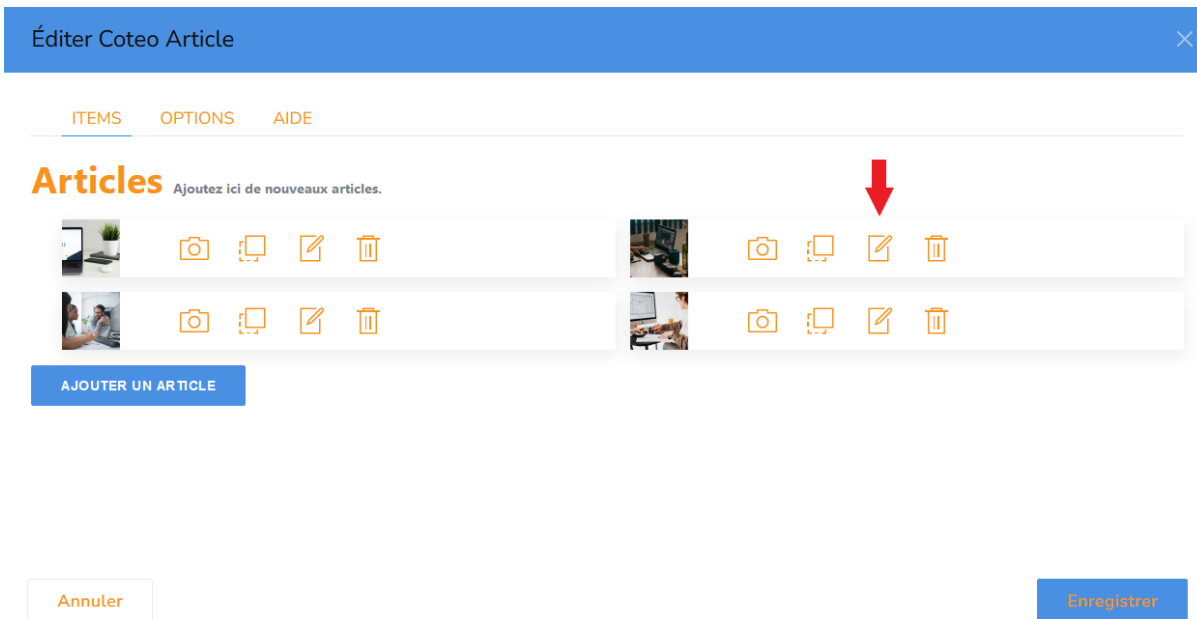 Éditer Coteo Article
ITEMS OPTIONS AIDE
Articles Ajoutez ici de nouveaux articles.
AJOUTER UN ARTICLE
Annuler Enregistrer